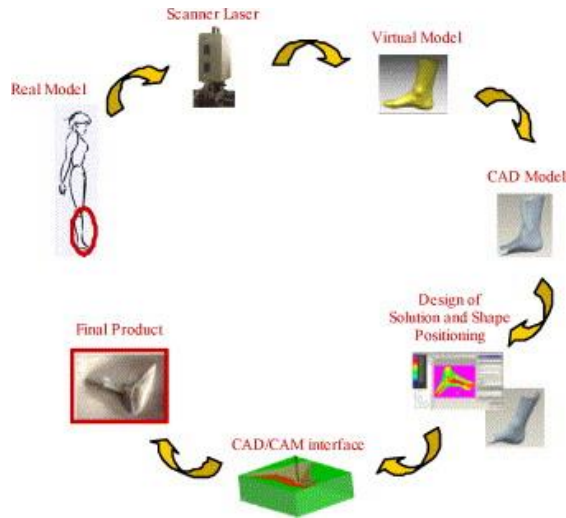 Scanner Laser
Virtual Model
Real Model
CAD Model
Design of
Solution and Shape
Positioning
Final Product
CAD/CAM interface